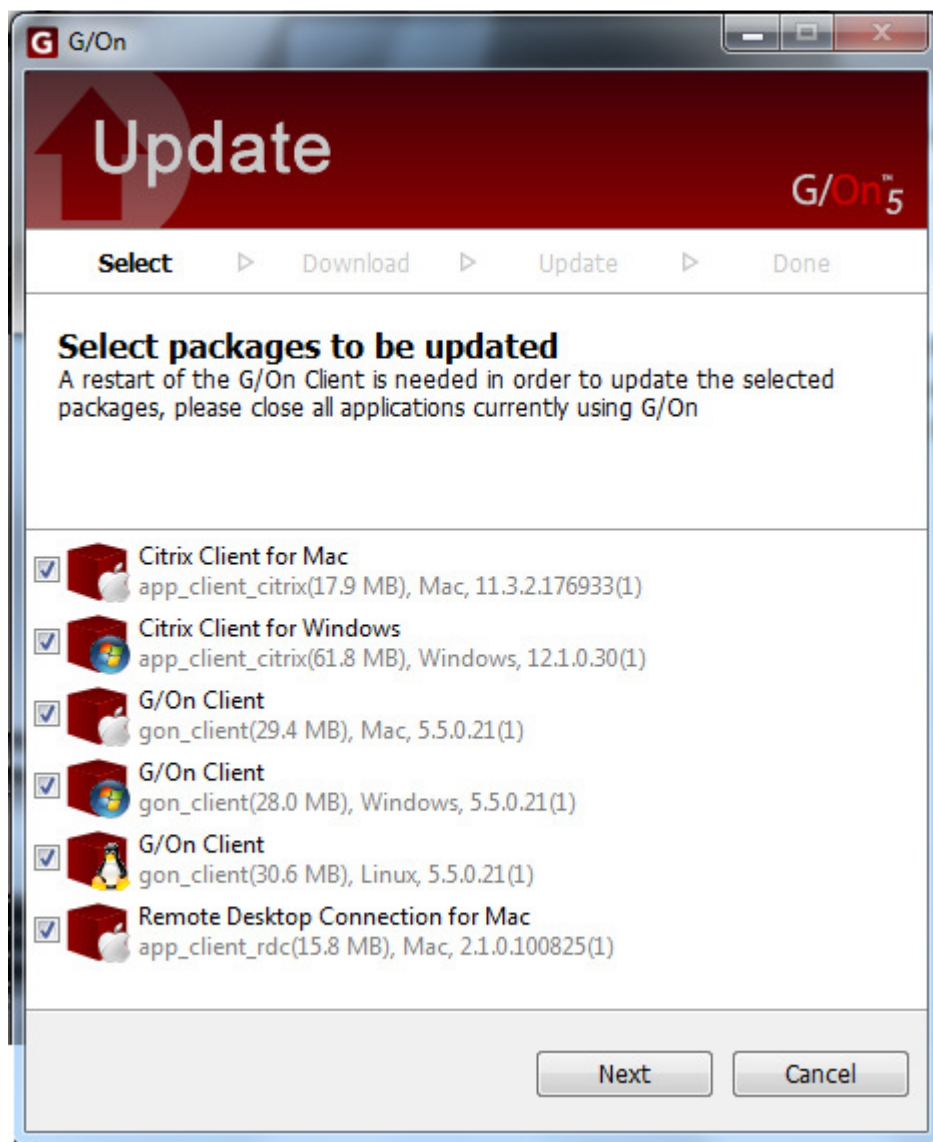 G G/On
Update
G/On™5
Select Download Update Done
Select packages to be updated
A restart of the G/On Client is needed in order to update the selected
packages, please close all applications currently using G/On
Citrix Client for Mac
app_client_citrix(17.9 MB), Mac, 11.3.2.176933(1)
Citrix Client for Windows
app_client_citrix(61.8 MB), Windows, 12.1.0.30(1)
G/On Client
gon_client(29.4 MB), Mac, 5.5.0.21(1)
G/On Client
gon_client(28.0 MB), Windows, 5.5.0.21(1)
G/On Client
gon_client(30.6 MB), Linux, 5.5.0.21(1)
Remote Desktop Connection for Mac
app_client_rdc(15.8 MB), Mac, 2.1.0.100825(1)
Next Cancel